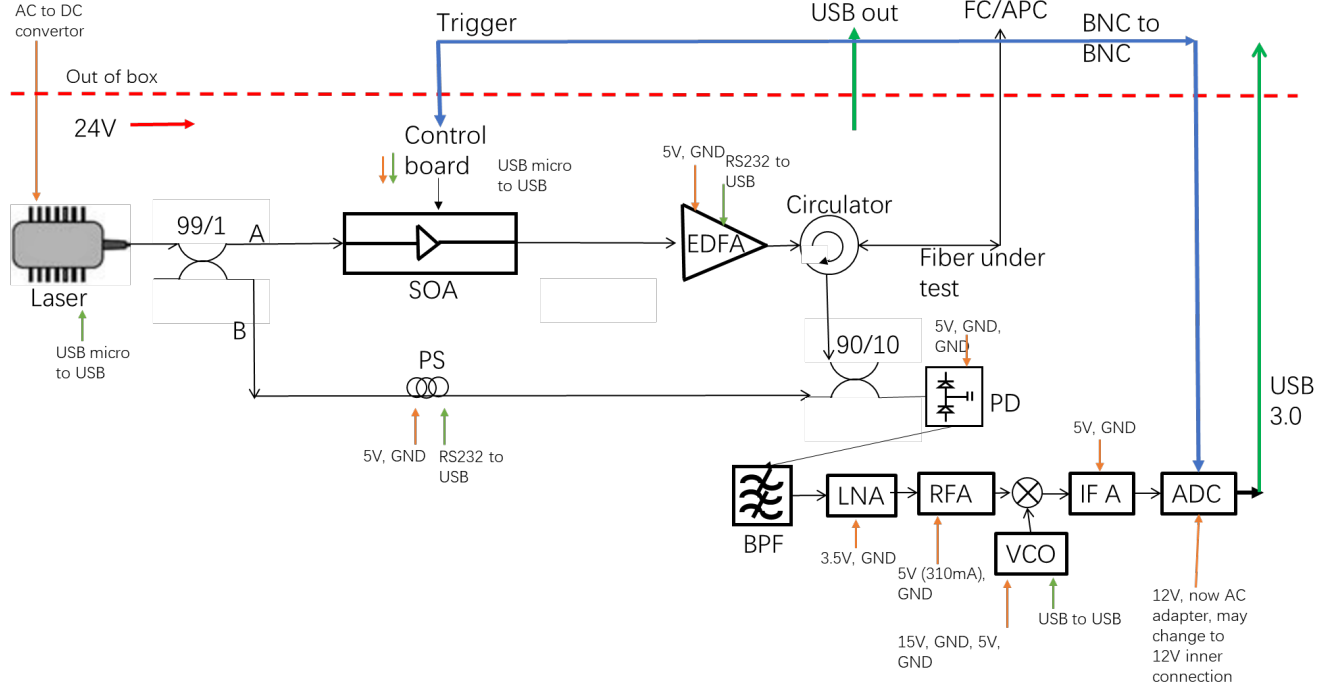 AC to DC
convertor
Trigger
USB out
FC/APC
BNC to
BNC
Out of box
24V
Control
board
USB micro
to USB
5V, GND
RS232 to
USB
Circulator
99/1
A
EDFA
Fiber under
test
SOA
Laser
B
USB micro
to USB
PS
90/10
5V, GND,
GND
PD
USB
3.0
5V, GND
RS232 to
USB
5V, GND
BPF
LNA
RFA
IF A
ADC
VCO
3.5V, GND
5V (310mA),
GND
15V, GND, 5V,
GND
USB to USB
12V, now AC
adapter, may
change to
12V inner
connection